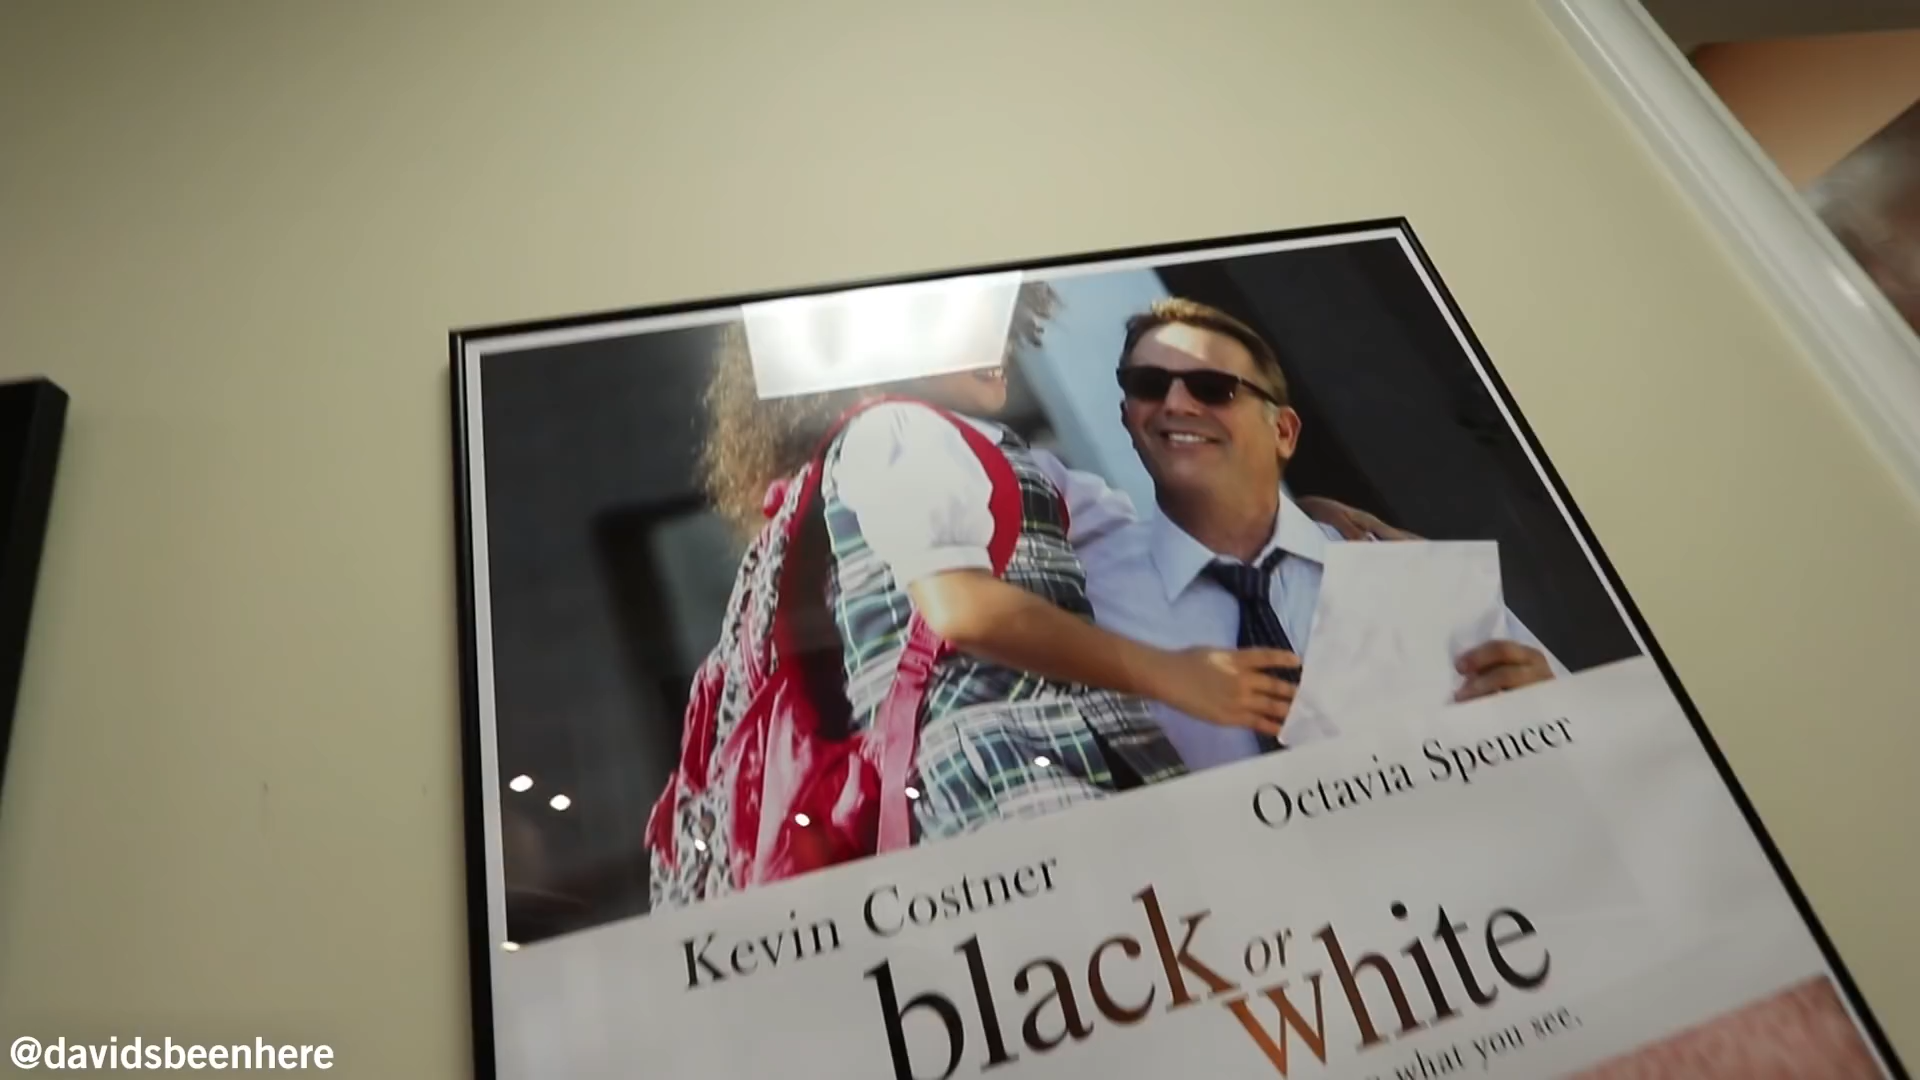 Octavia Spencer
Kevin Costner
black or white
what you see.
@davidsbeenhere